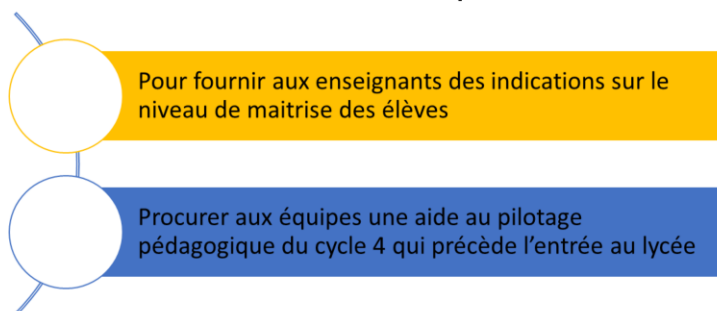 Pour fournir aux enseignants des indications sur le
niveau de maitrise des élèves
Procurer aux équipes une aide au pilotage
pédagogique du cycle 4 qui précède l’entrée au lycée